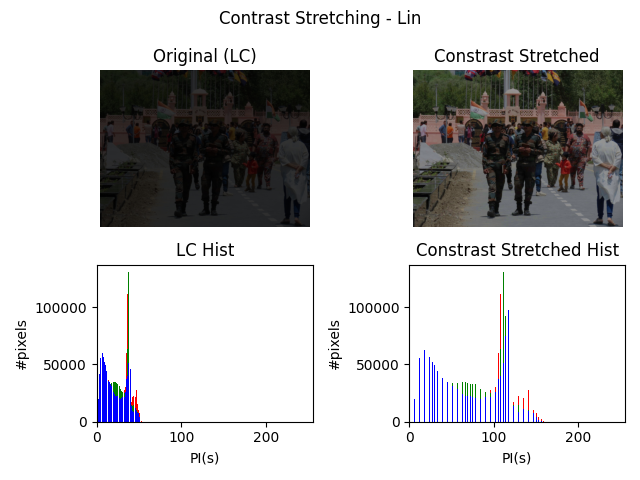 Contrast Stretching - Lin
Original (LC)
Constrast Stretched
LC Hist
Constrast Stretched Hist
#pixels
100000
50000
0
0
100
200
PI(s)
#pixels
100000
50000
0
0
100
200
PI(s)